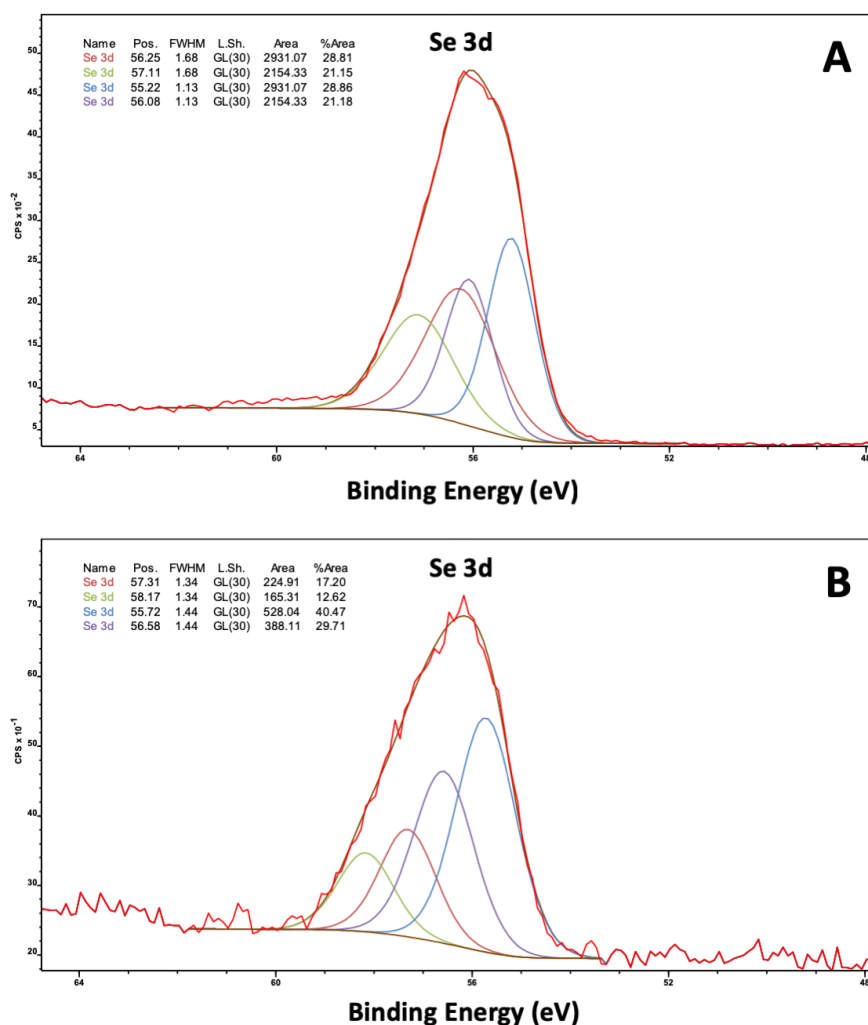 Se 3d
A
Name Pos. FWHM L.Sh. Area %Area
Se 3d 56.25 1.68 GL(30) 2931.07 28.81
Se 3d 57.11 1.68 GL(30) 2154.33 21.15
Se 3d 55.22 1.13 GL(30) 2931.07 28.86
Se 3d 56.08 1.13 GL(30) 2154.33 21.18
CPS x 10-2
50
45
40
35
30
25
20
15
10
5
64 60 56 52 48
Binding Energy (eV)
Se 3d
B
Name Pos. FWHM L.Sh. Area %Area
Se 3d 57.31 1.34 GL(30) 224.91 17.20
Se 3d 58.17 1.34 GL(30) 165.31 12.62
Se 3d 55.72 1.44 GL(30) 528.04 40.47
Se 3d 56.58 1.44 GL(30) 388.11 29.71
CPS x 10-1
70
60
50
40
30
20
64 60 56 52 48
Binding Energy (eV)